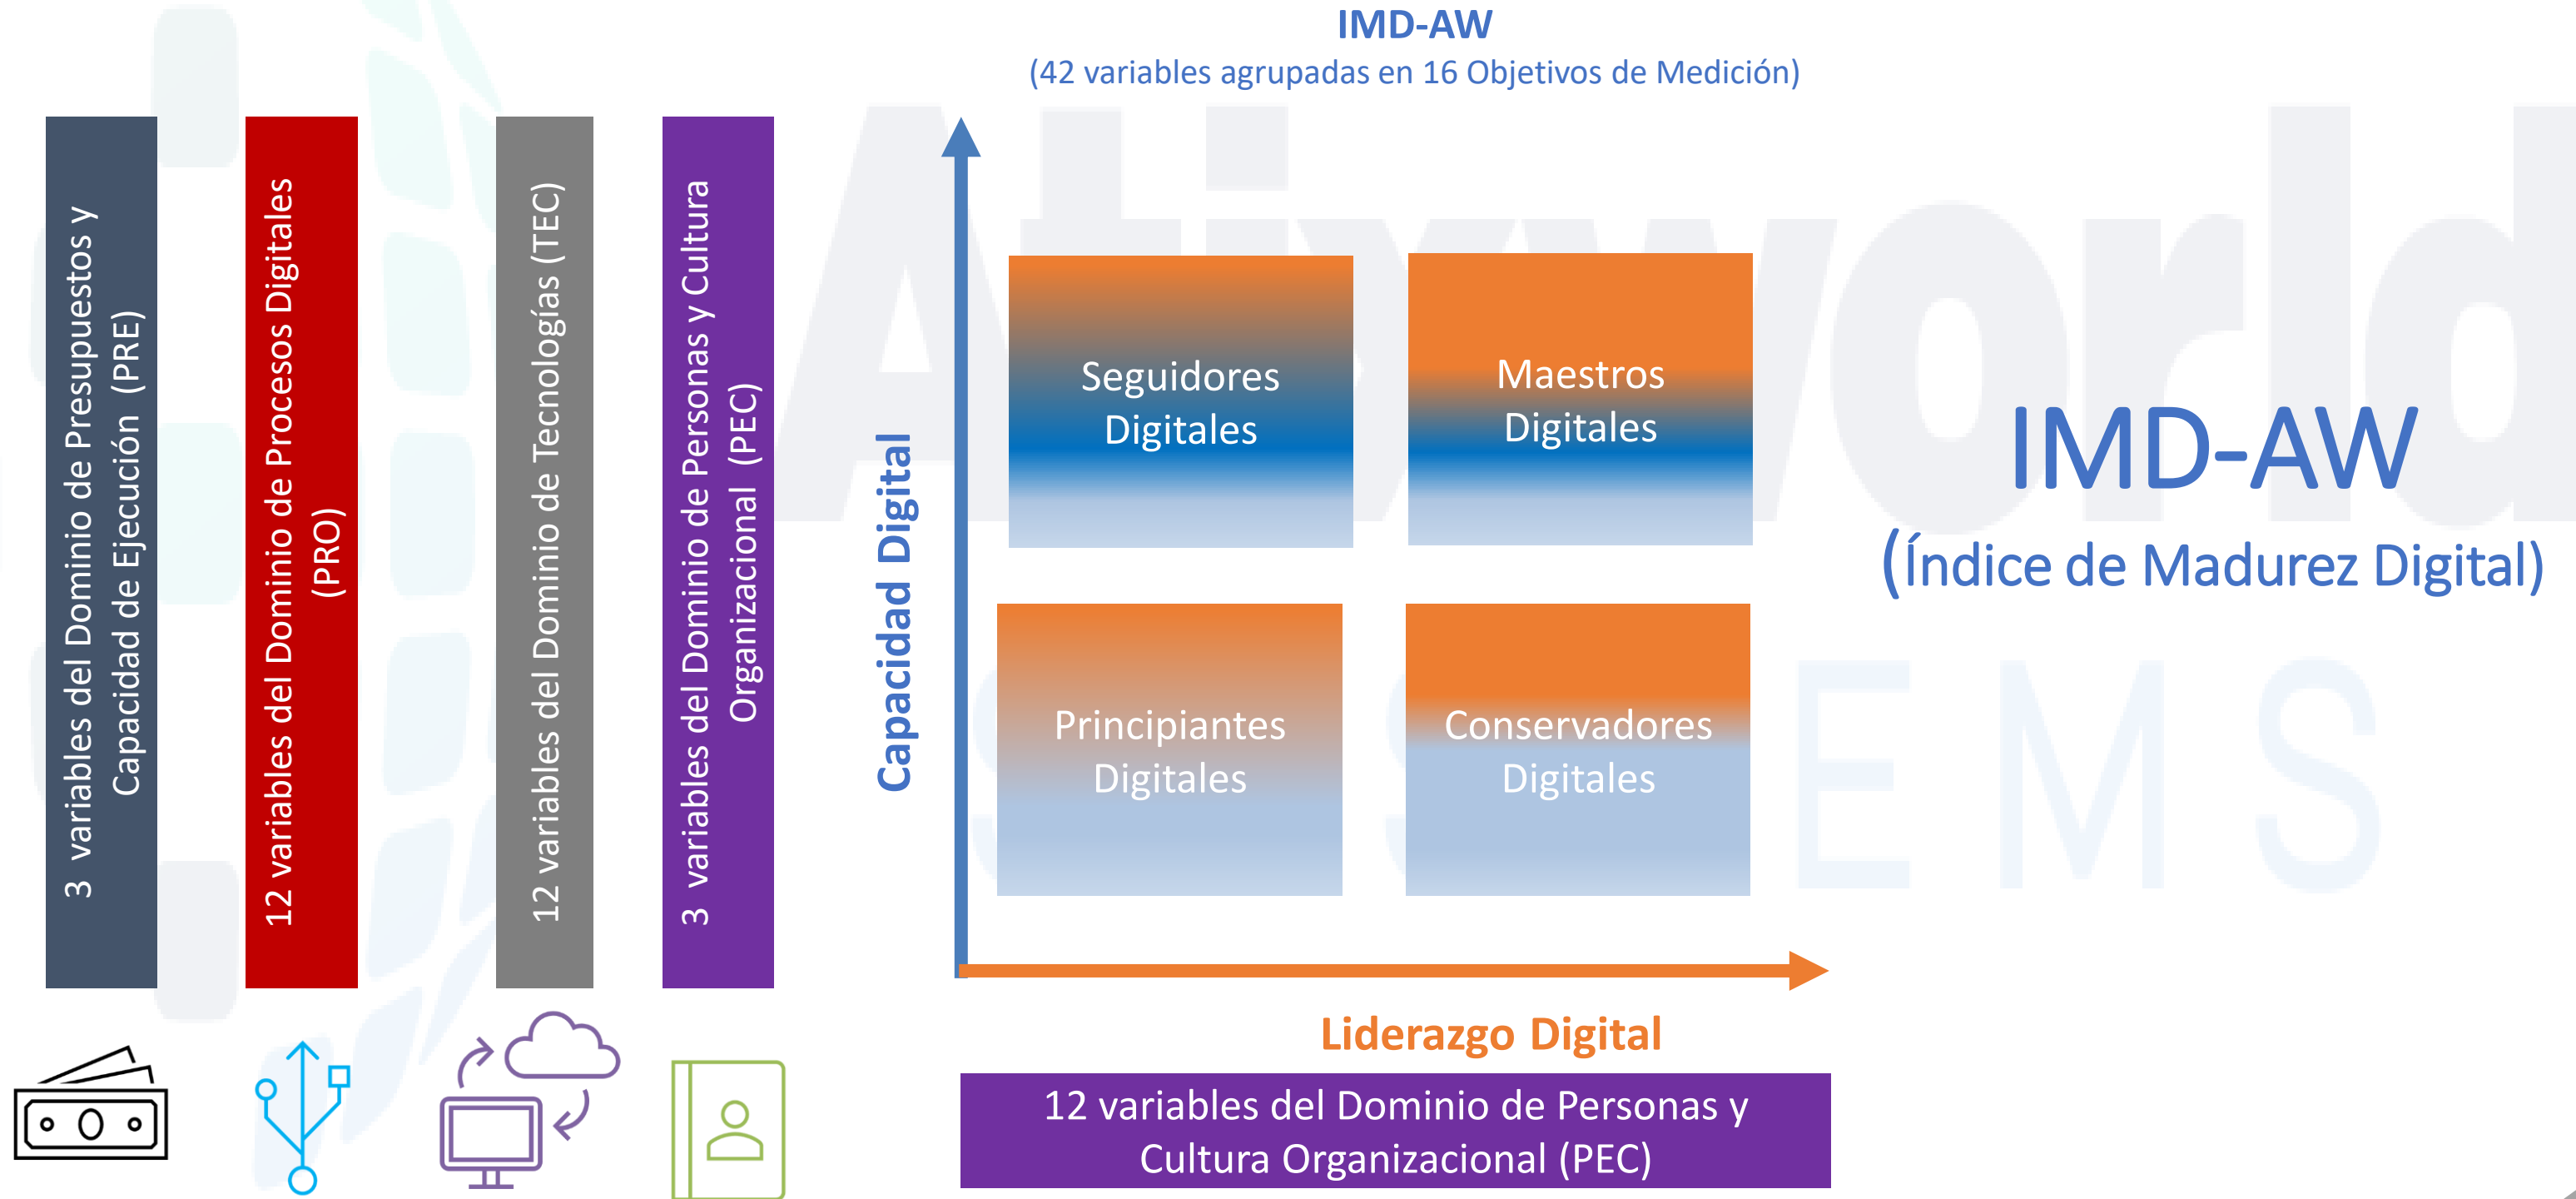 IMD-AW
(42 variables agrupadas en 16 Objetivos de Medición)
3 variables del Dominio de Presupuestos y
Capacidad de Ejecución (PRE)
12 variables del Dominio de Procesos Digitales
(PRO)
12 variables del Dominio de Tecnologías (TEC)
3 variables del Dominio de Personas y Cultura
Organizacional (PEC)
Capacidad Digital
Seguidores
Digitales
Maestros
Digitales
Principiantes
Digitales
Conservadores
Digitales
Liderazgo Digital
12 variables del Dominio de Personas y
Cultura Organizacional (PEC)
IMD-AW
(Índice de Madurez Digital)
Atixworld
S S EMS